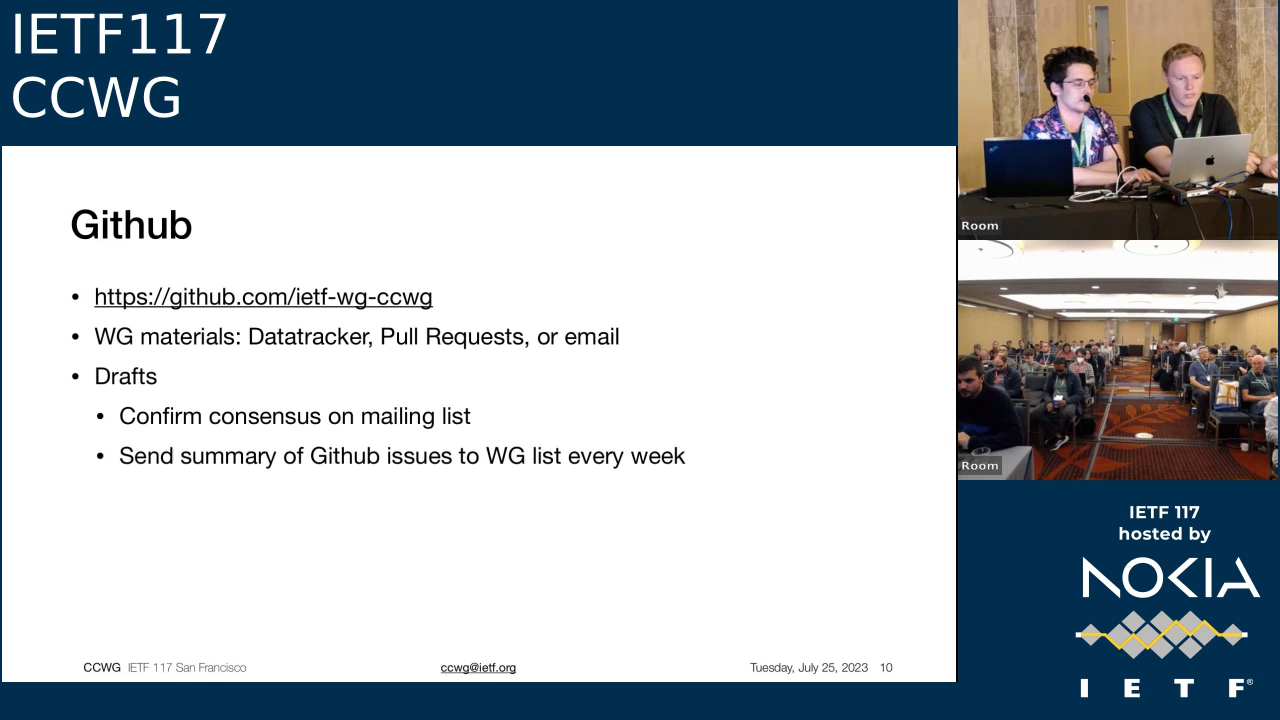 IETF117
CCWG
Github
• https://github.com/ietf-wg-ccwg
• WG materials: Datatracker, Pull Requests, or email
• Drafts
• Confirm consensus on mailing list
• Send summary of Github issues to WG list every week
CCWG IETF 117 San Francisco
ccwg@ietf.org
Tuesday, July 25, 2023 10
Room
Room
IETF 117
hosted by
NOKIA
I E T F®